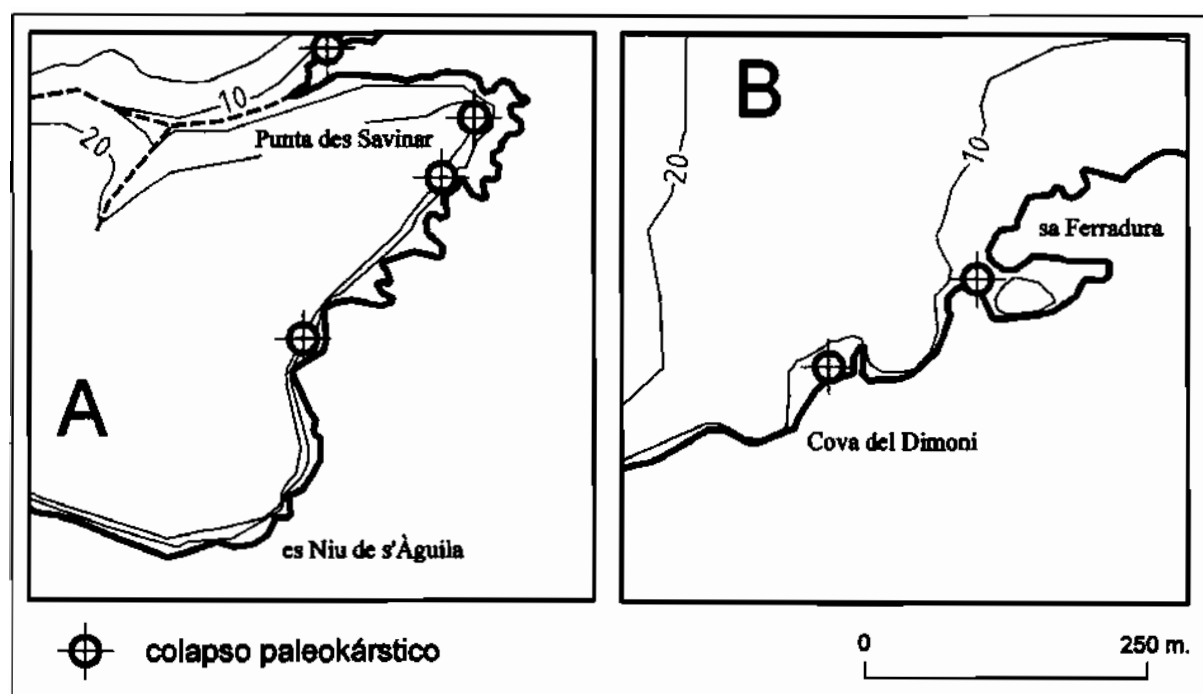 10
20
Punta des Savinar
A
es Niu de s'Àguila
B
20
10
sa Ferradura
Cova del Dimoni
colapso paleokárstico
0
250 m.